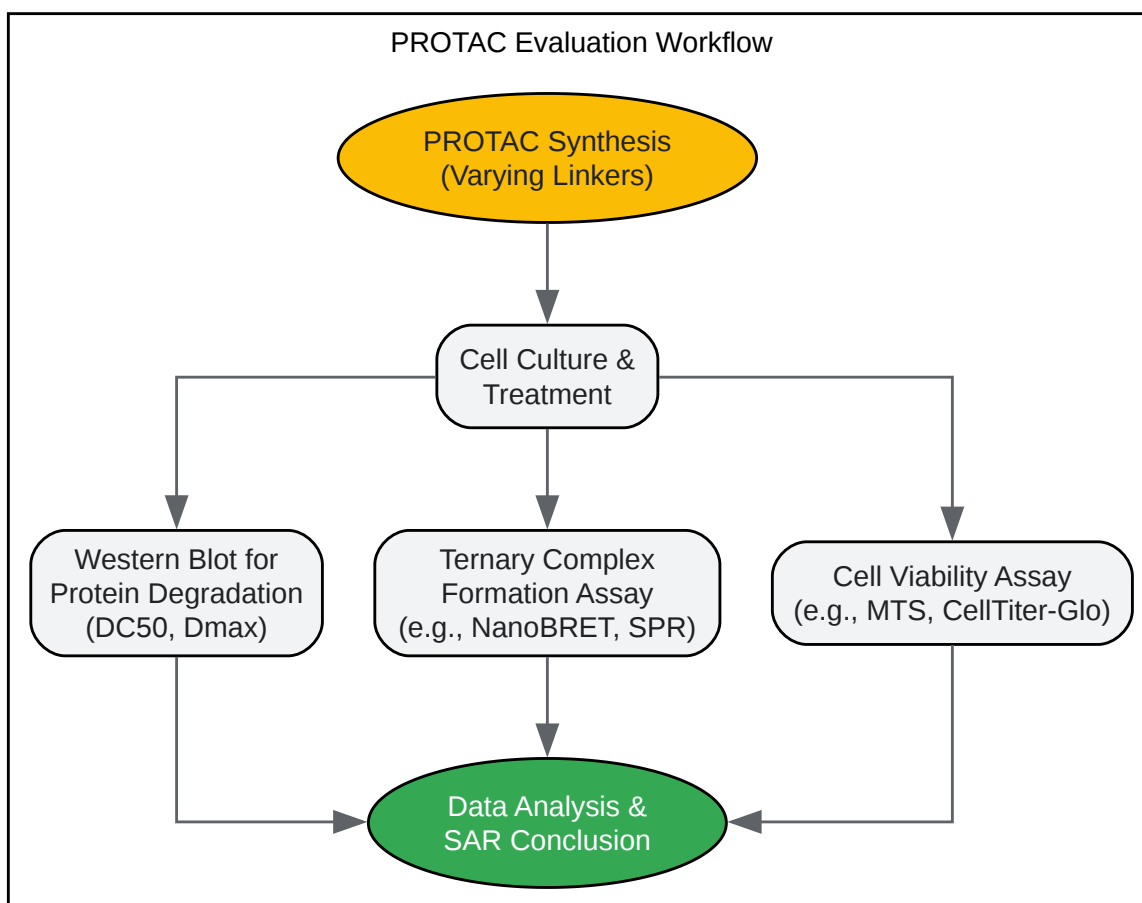 PROTAC Evaluation Workflow
PROTAC Synthesis
(Varying Linkers)
Cell Culture &
Treatment
Western Blot for
Protein Degradation
(DC50, Dmax)
Ternary Complex
Formation Assay
(e.g., NanoBRET, SPR)
Cell Viability Assay
(e.g., MTS, CellTiter-Glo)
Data Analysis &
SAR Conclusion